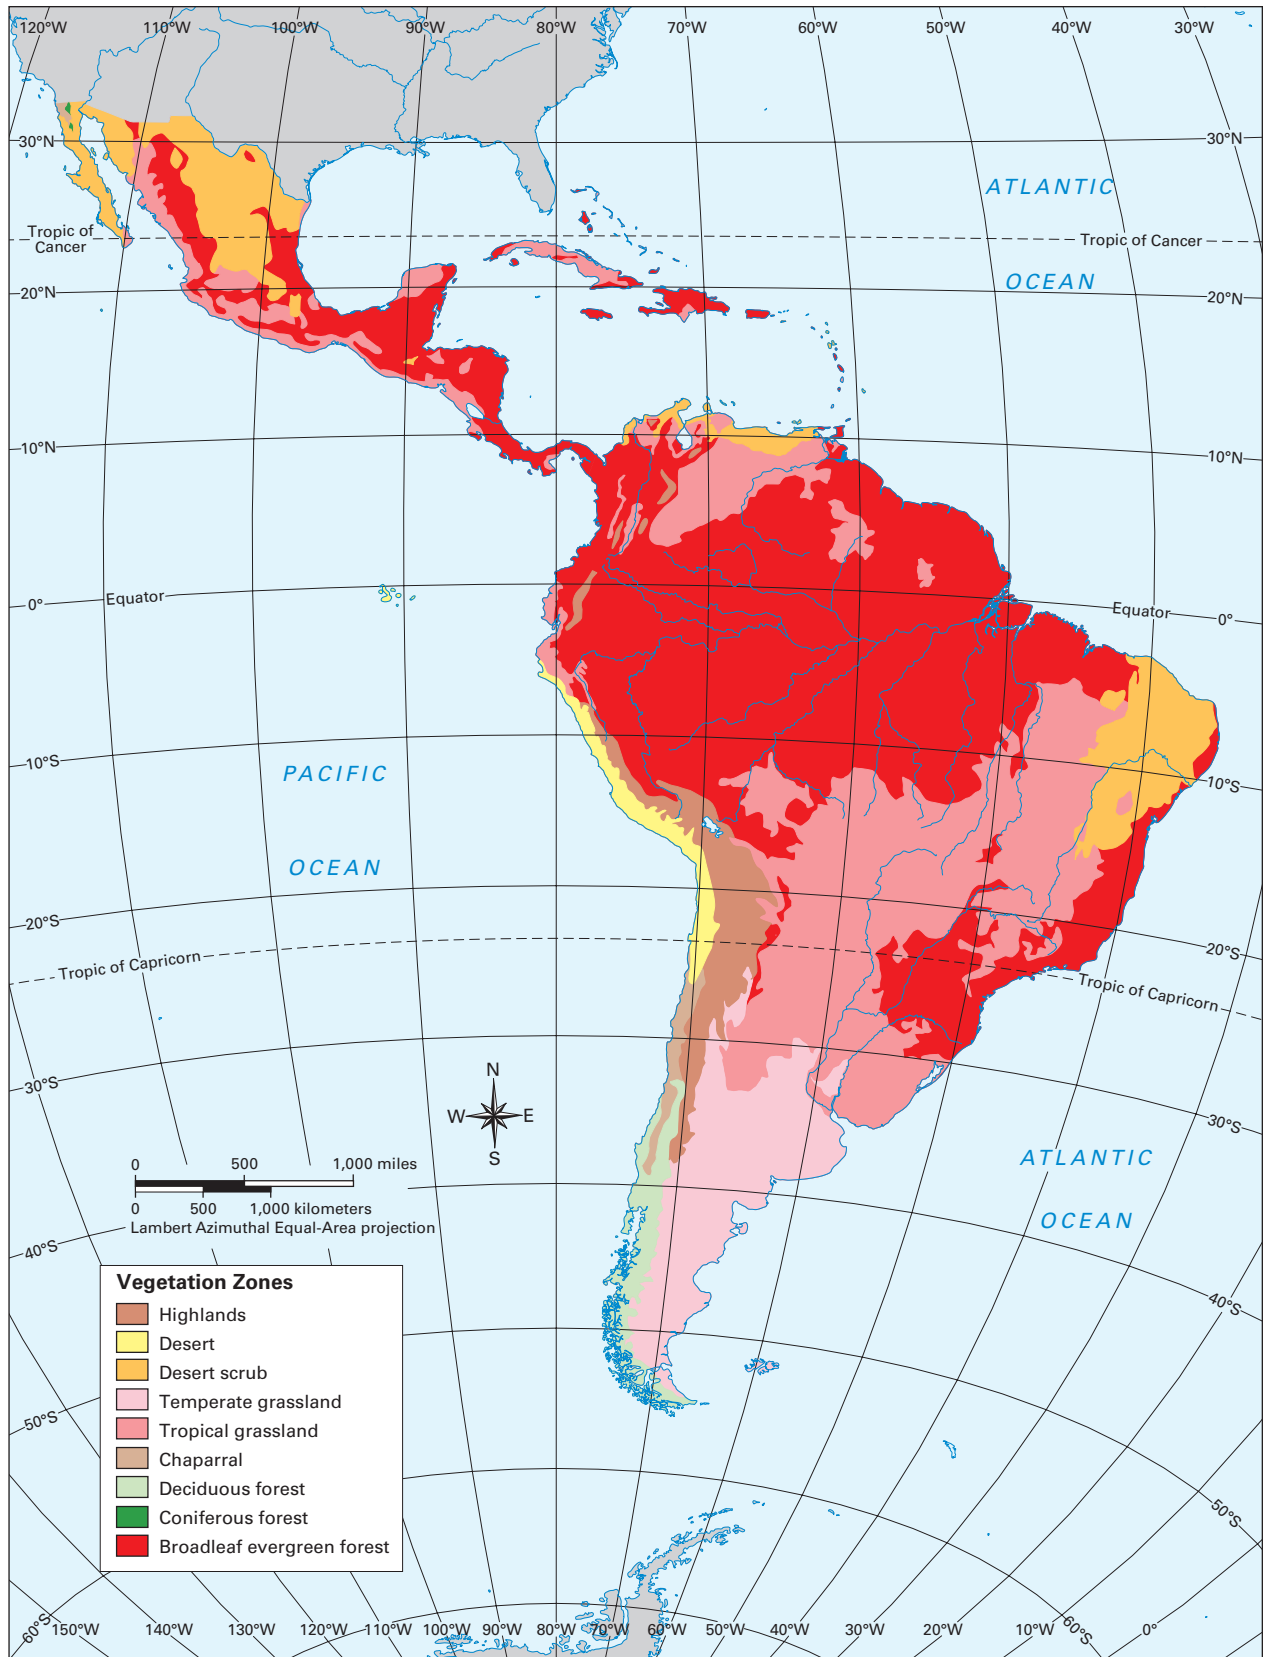 120°W 110°W 100°W 90°W 80°W 70°W 60°W 50°W 40°W 30°W
30°N 30°N
ATLANTIC
Tropic of
Cancer
Tropic of Cancer
OCEAN
20°N 20°N
10°N 10°N
0° Equator Equator 0°
10°S 10°S
PACIFIC
OCEAN
20°S 20°S
Tropic of Capricorn Tropic of Capricorn
30°S 30°S
N
W E
S
ATLANTIC
OCEAN
0 500 1,000 miles
0 500 1,000 kilometers
Lambert Azimuthal Equal-Area projection
40°S 40°S
Vegetation Zones
Highlands
Desert
Desert scrub
Temperate grassland
Tropical grassland
Chaparral
Deciduous forest
Coniferous forest
Broadleaf evergreen forest
50°S 50°S
60°S 60°S
150°W 140°W 130°W 120°W 110°W 100°W 90°W 80°W 70°W 60°W 50°W 40°W 30°W 20°W 10°W 0°